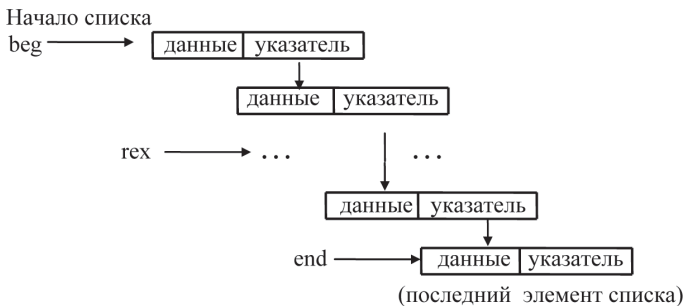 Начало списка
beg данные указатель
данные указатель
rex ... ...
данные указатель
end данные указатель
(последний элемент списка)